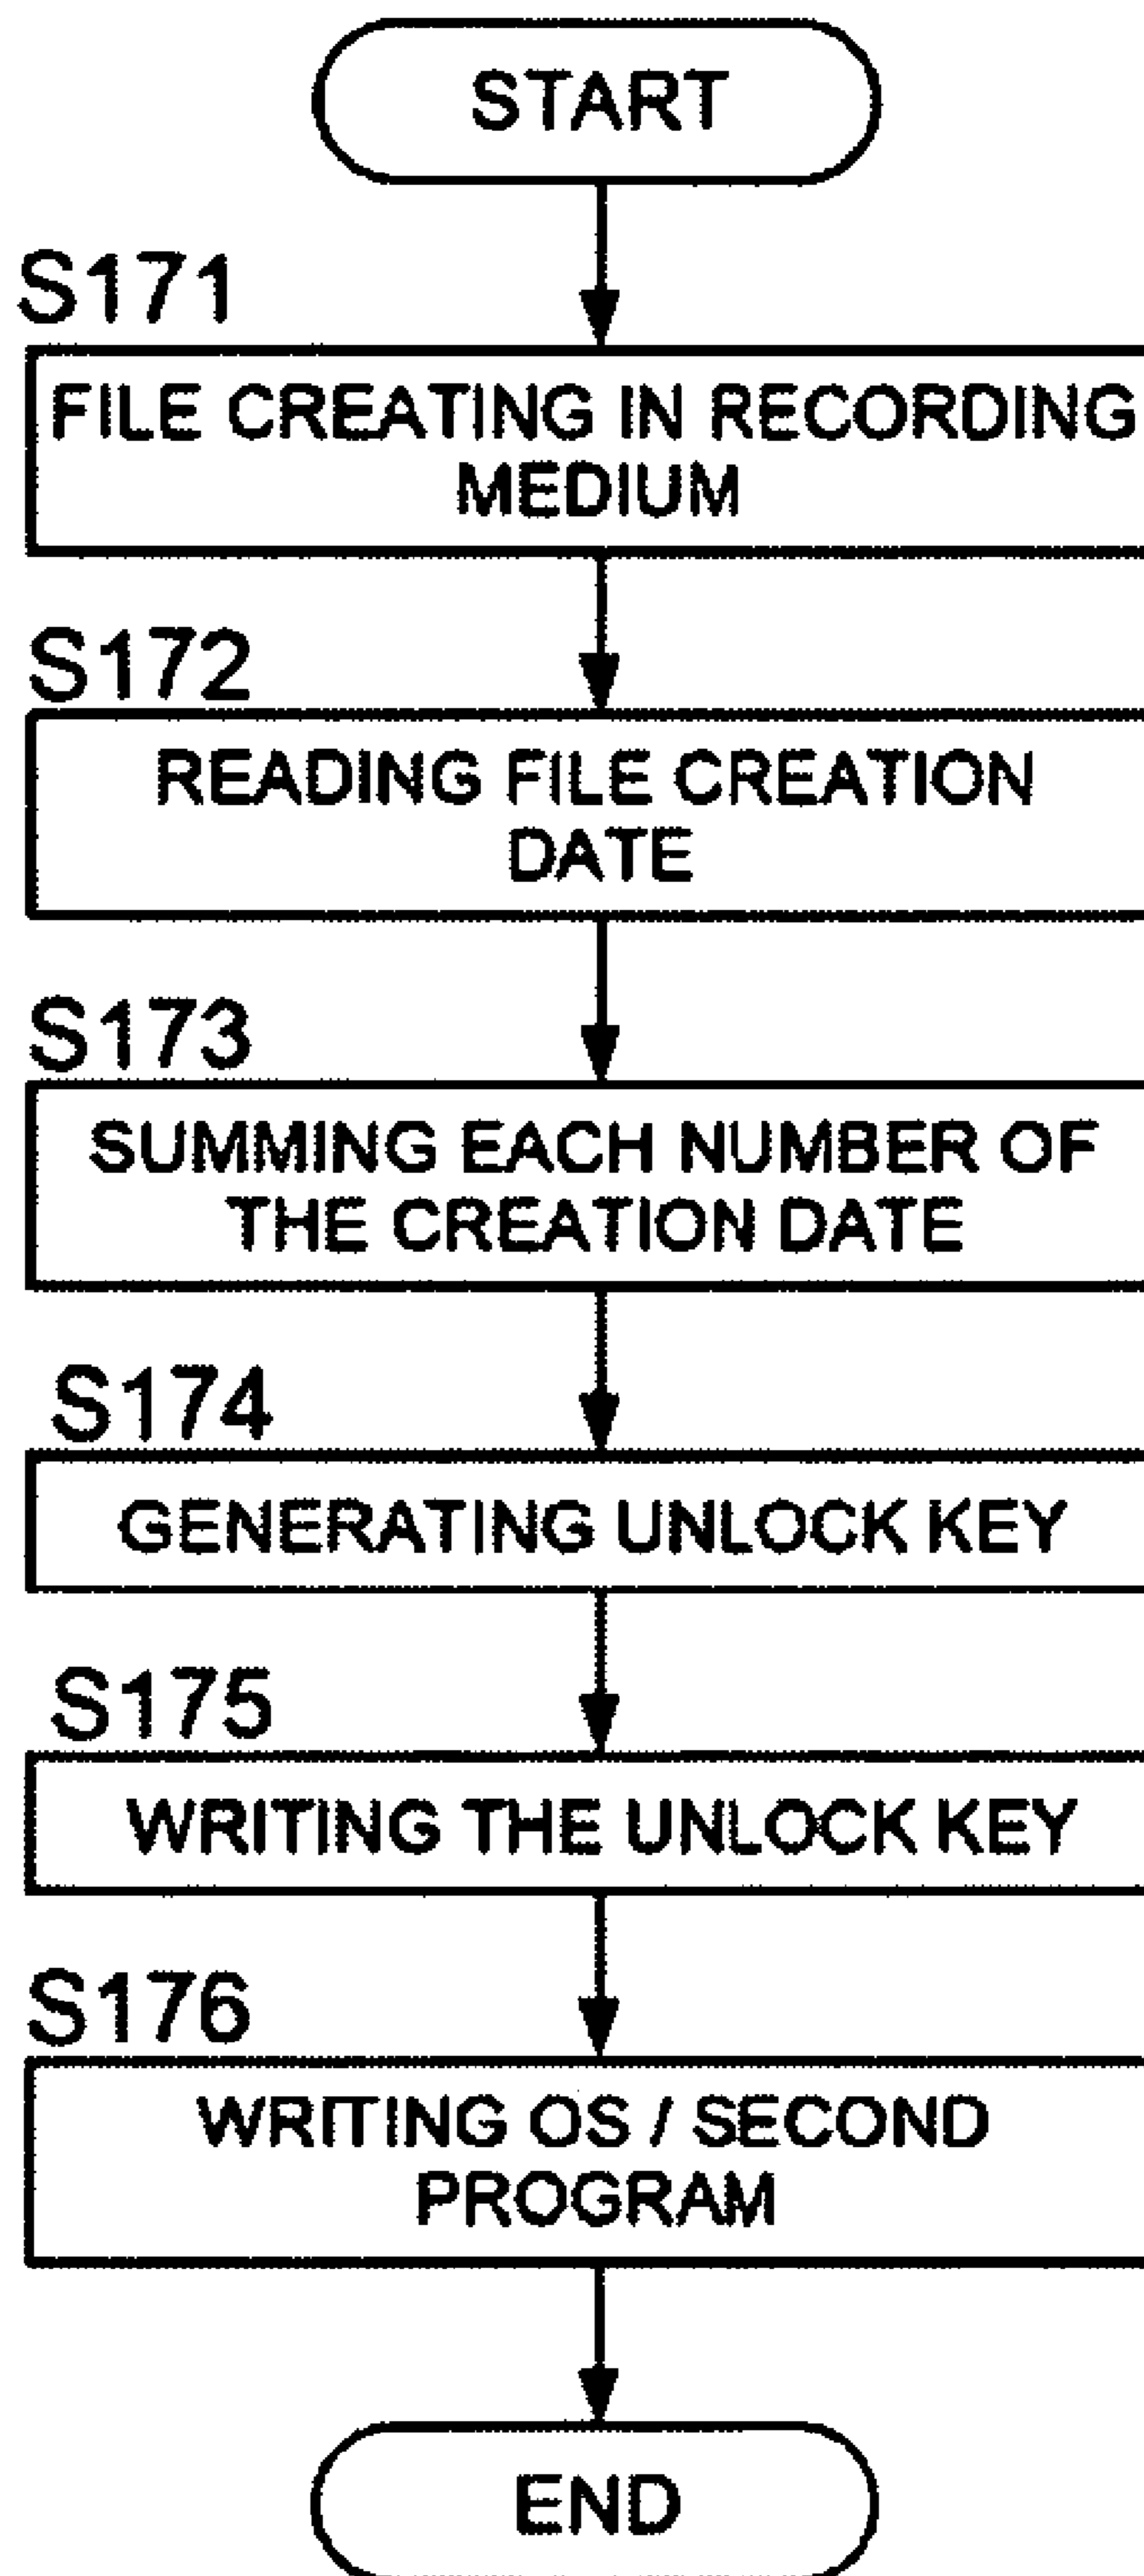 START
S171
FILE CREATING IN RECORDING
MEDIUM
S172
READING FILE CREATION
DATE
S173
SUMMING EACH NUMBER OF
THE CREATION DATE
S174
GENERATING UNLOCK KEY
S175
WRITING THE UNLOCK KEY
S176
WRITING OS / SECOND
PROGRAM
END